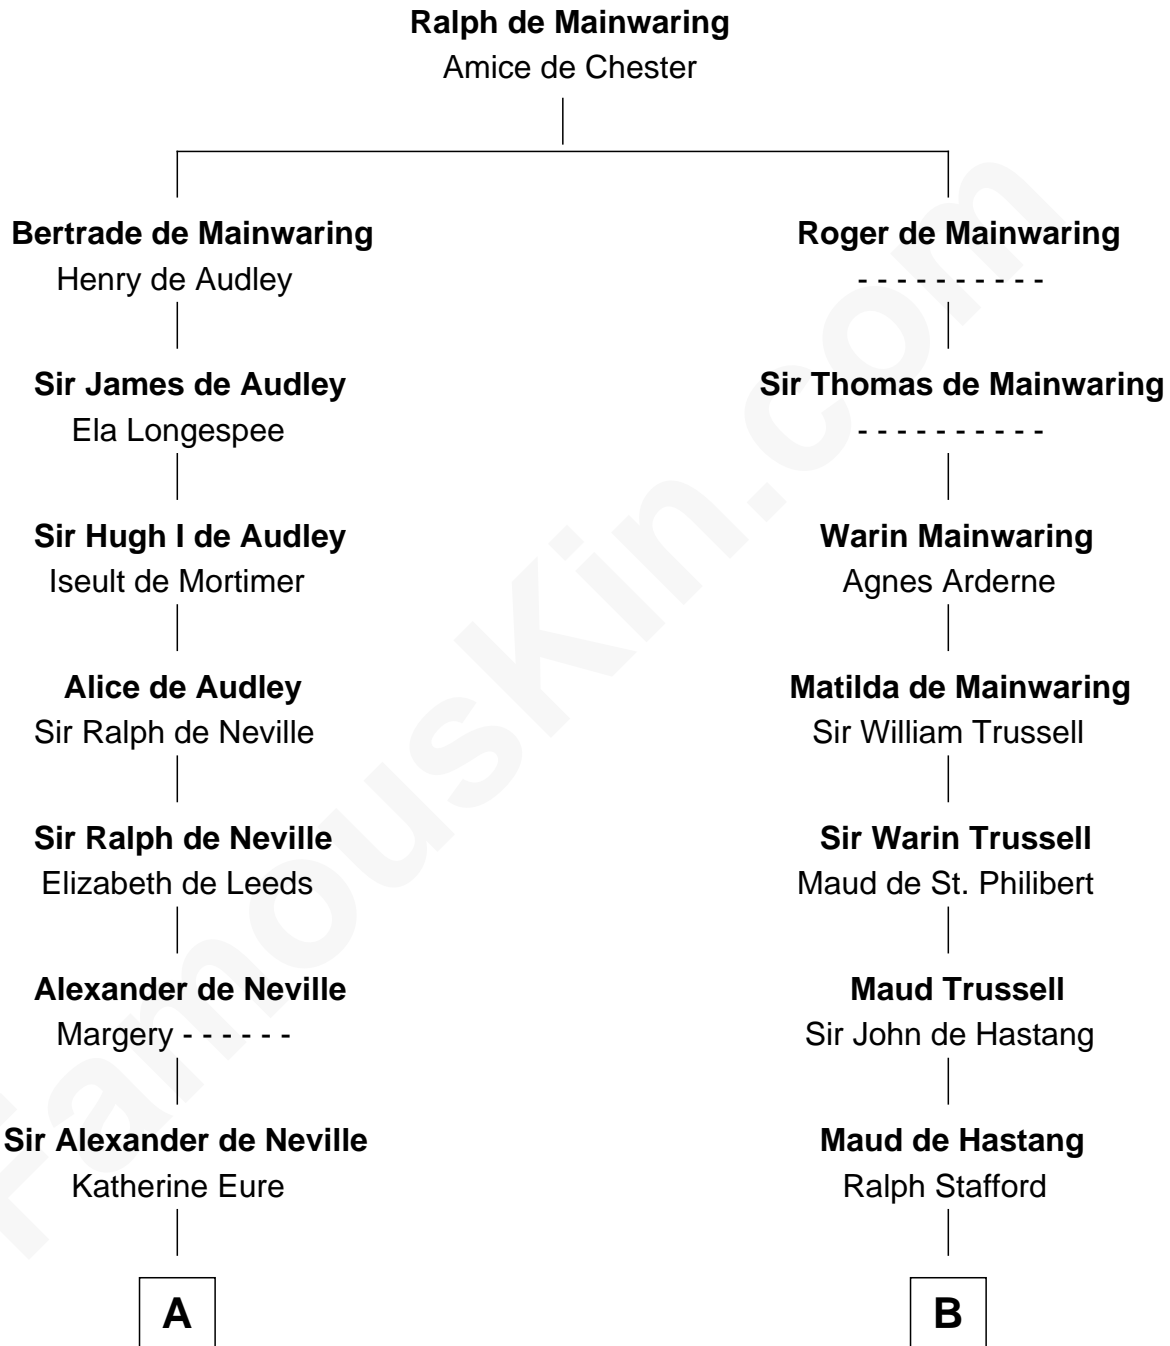 Ralph de Mainwaring
Amice de Chester
Bertrade de Mainwaring
Henry de Audley
Sir James de Audley
Ela Longespee
Sir Hugh I de Audley
Iseult de Mortimer
Alice de Audley
Sir Ralph de Neville
Sir Ralph de Neville
Elizabeth de Leeds
Alexander de Neville
Margery - - - - - -
Sir Alexander de Neville
Katherine Eure
A
Roger de Mainwaring
- - - - - - - - - -
Sir Thomas de Mainwaring
- - - - - - - - - -
Warin Mainwaring
Agnes Arderne
Matilda de Mainwaring
Sir William Trussell
Sir Warin Trussell
Maud de St. Philibert
Maud Trussell
Sir John de Hastang
Maud de Hastang
Ralph Stafford
B
FamousKin.com